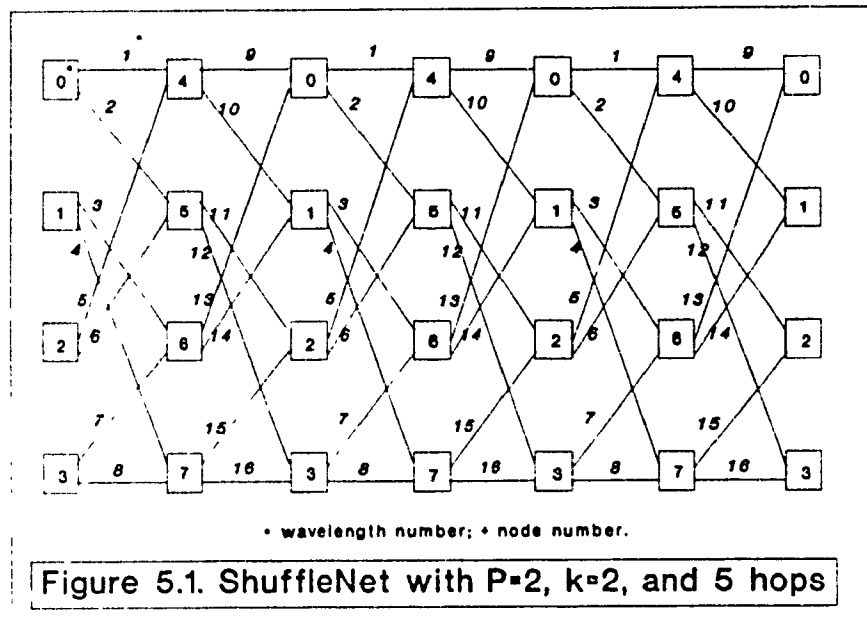 1* 9 1 9 1 9
0 4 0 4 0 4 0
2 10 2 10 2 10
3 11 3 11 3 11
1 5 1 5 1 5 1
4 12 4 12 4 12
5 13 5 13 5 13
6 14 6 14 6 14
2 6 2 6 2 6 2
7 15 7 15 7 15
8 16 8 16 8 16
3 7 3 7 3 7 3
* wavelength number; + node number.
Figure 5.1. ShuffleNet with P=2, k=2, and 5 hops